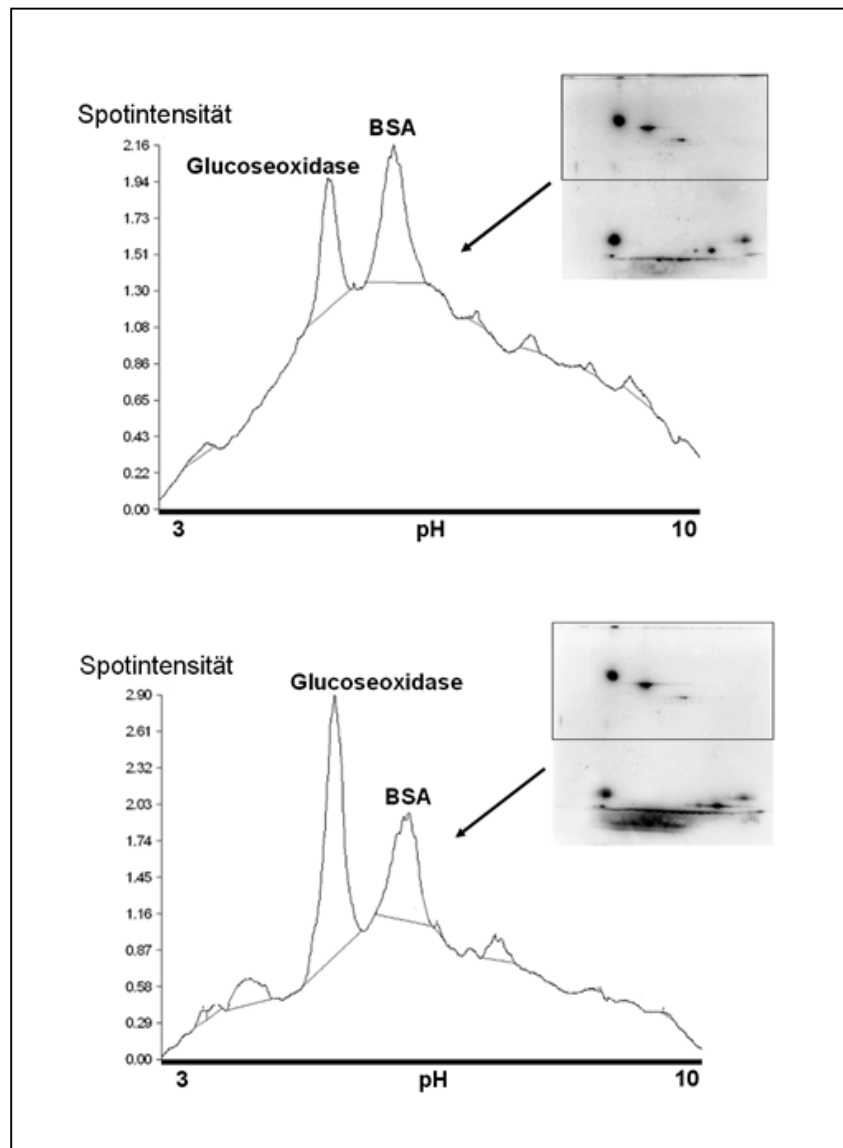 Spotintensität
BSA
Glucoseoxidase
2.16
1.94
1.73
1.51
1.30
1.08
0.86
0.65
0.43
0.22
0.00
3 pH 10
Spotintensität
Glucoseoxidase
BSA
2.90
2.61
2.32
2.03
1.74
1.45
1.16
0.87
0.58
0.29
0.00
3 pH 10